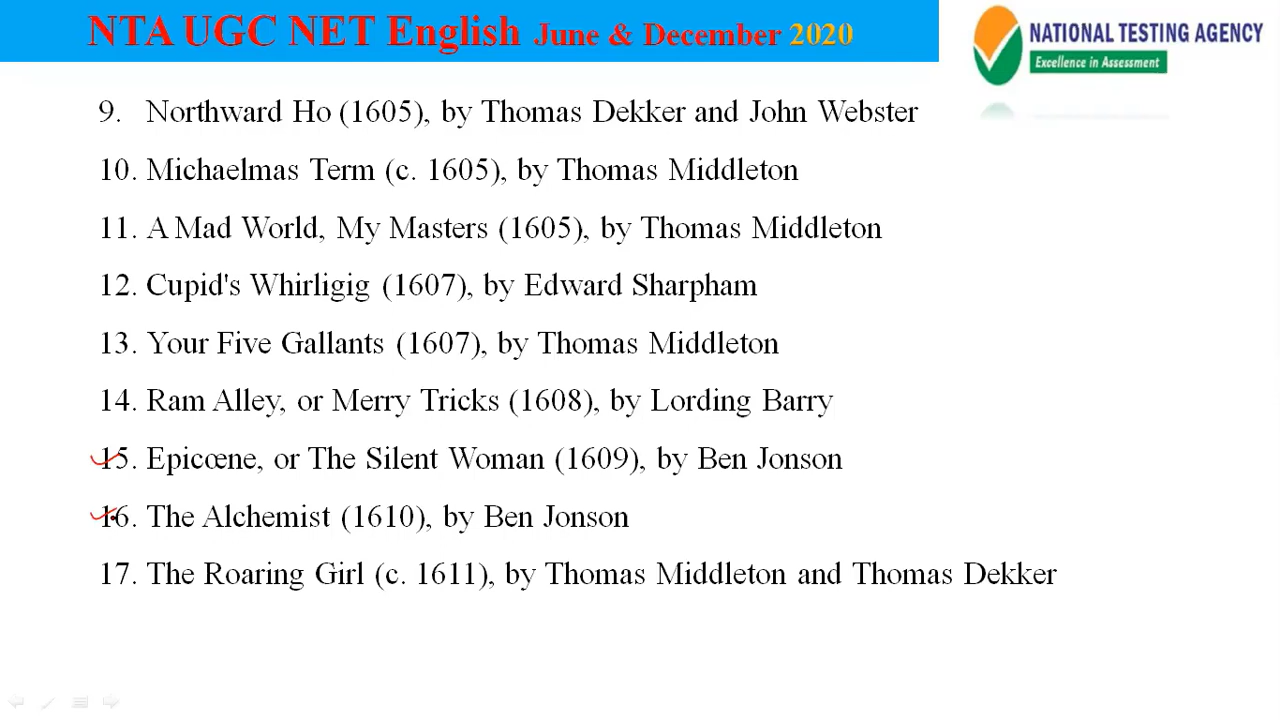 NTA UGC NET English June & December 2020
NATIONAL TESTING AGENCY
Excellence in Assessment
9. Northward Ho (1605), by Thomas Dekker and John Webster
10. Michaelmas Term (c. 1605), by Thomas Middleton
11. A Mad World, My Masters (1605), by Thomas Middleton
12. Cupid's Whirligig (1607), by Edward Sharpham
13. Your Five Gallants (1607), by Thomas Middleton
14. Ram Alley, or Merry Tricks (1608), by Lording Barry
15. Epicœne, or The Silent Woman (1609), by Ben Jonson
16. The Alchemist (1610), by Ben Jonson
17. The Roaring Girl (c. 1611), by Thomas Middleton and Thomas Dekker